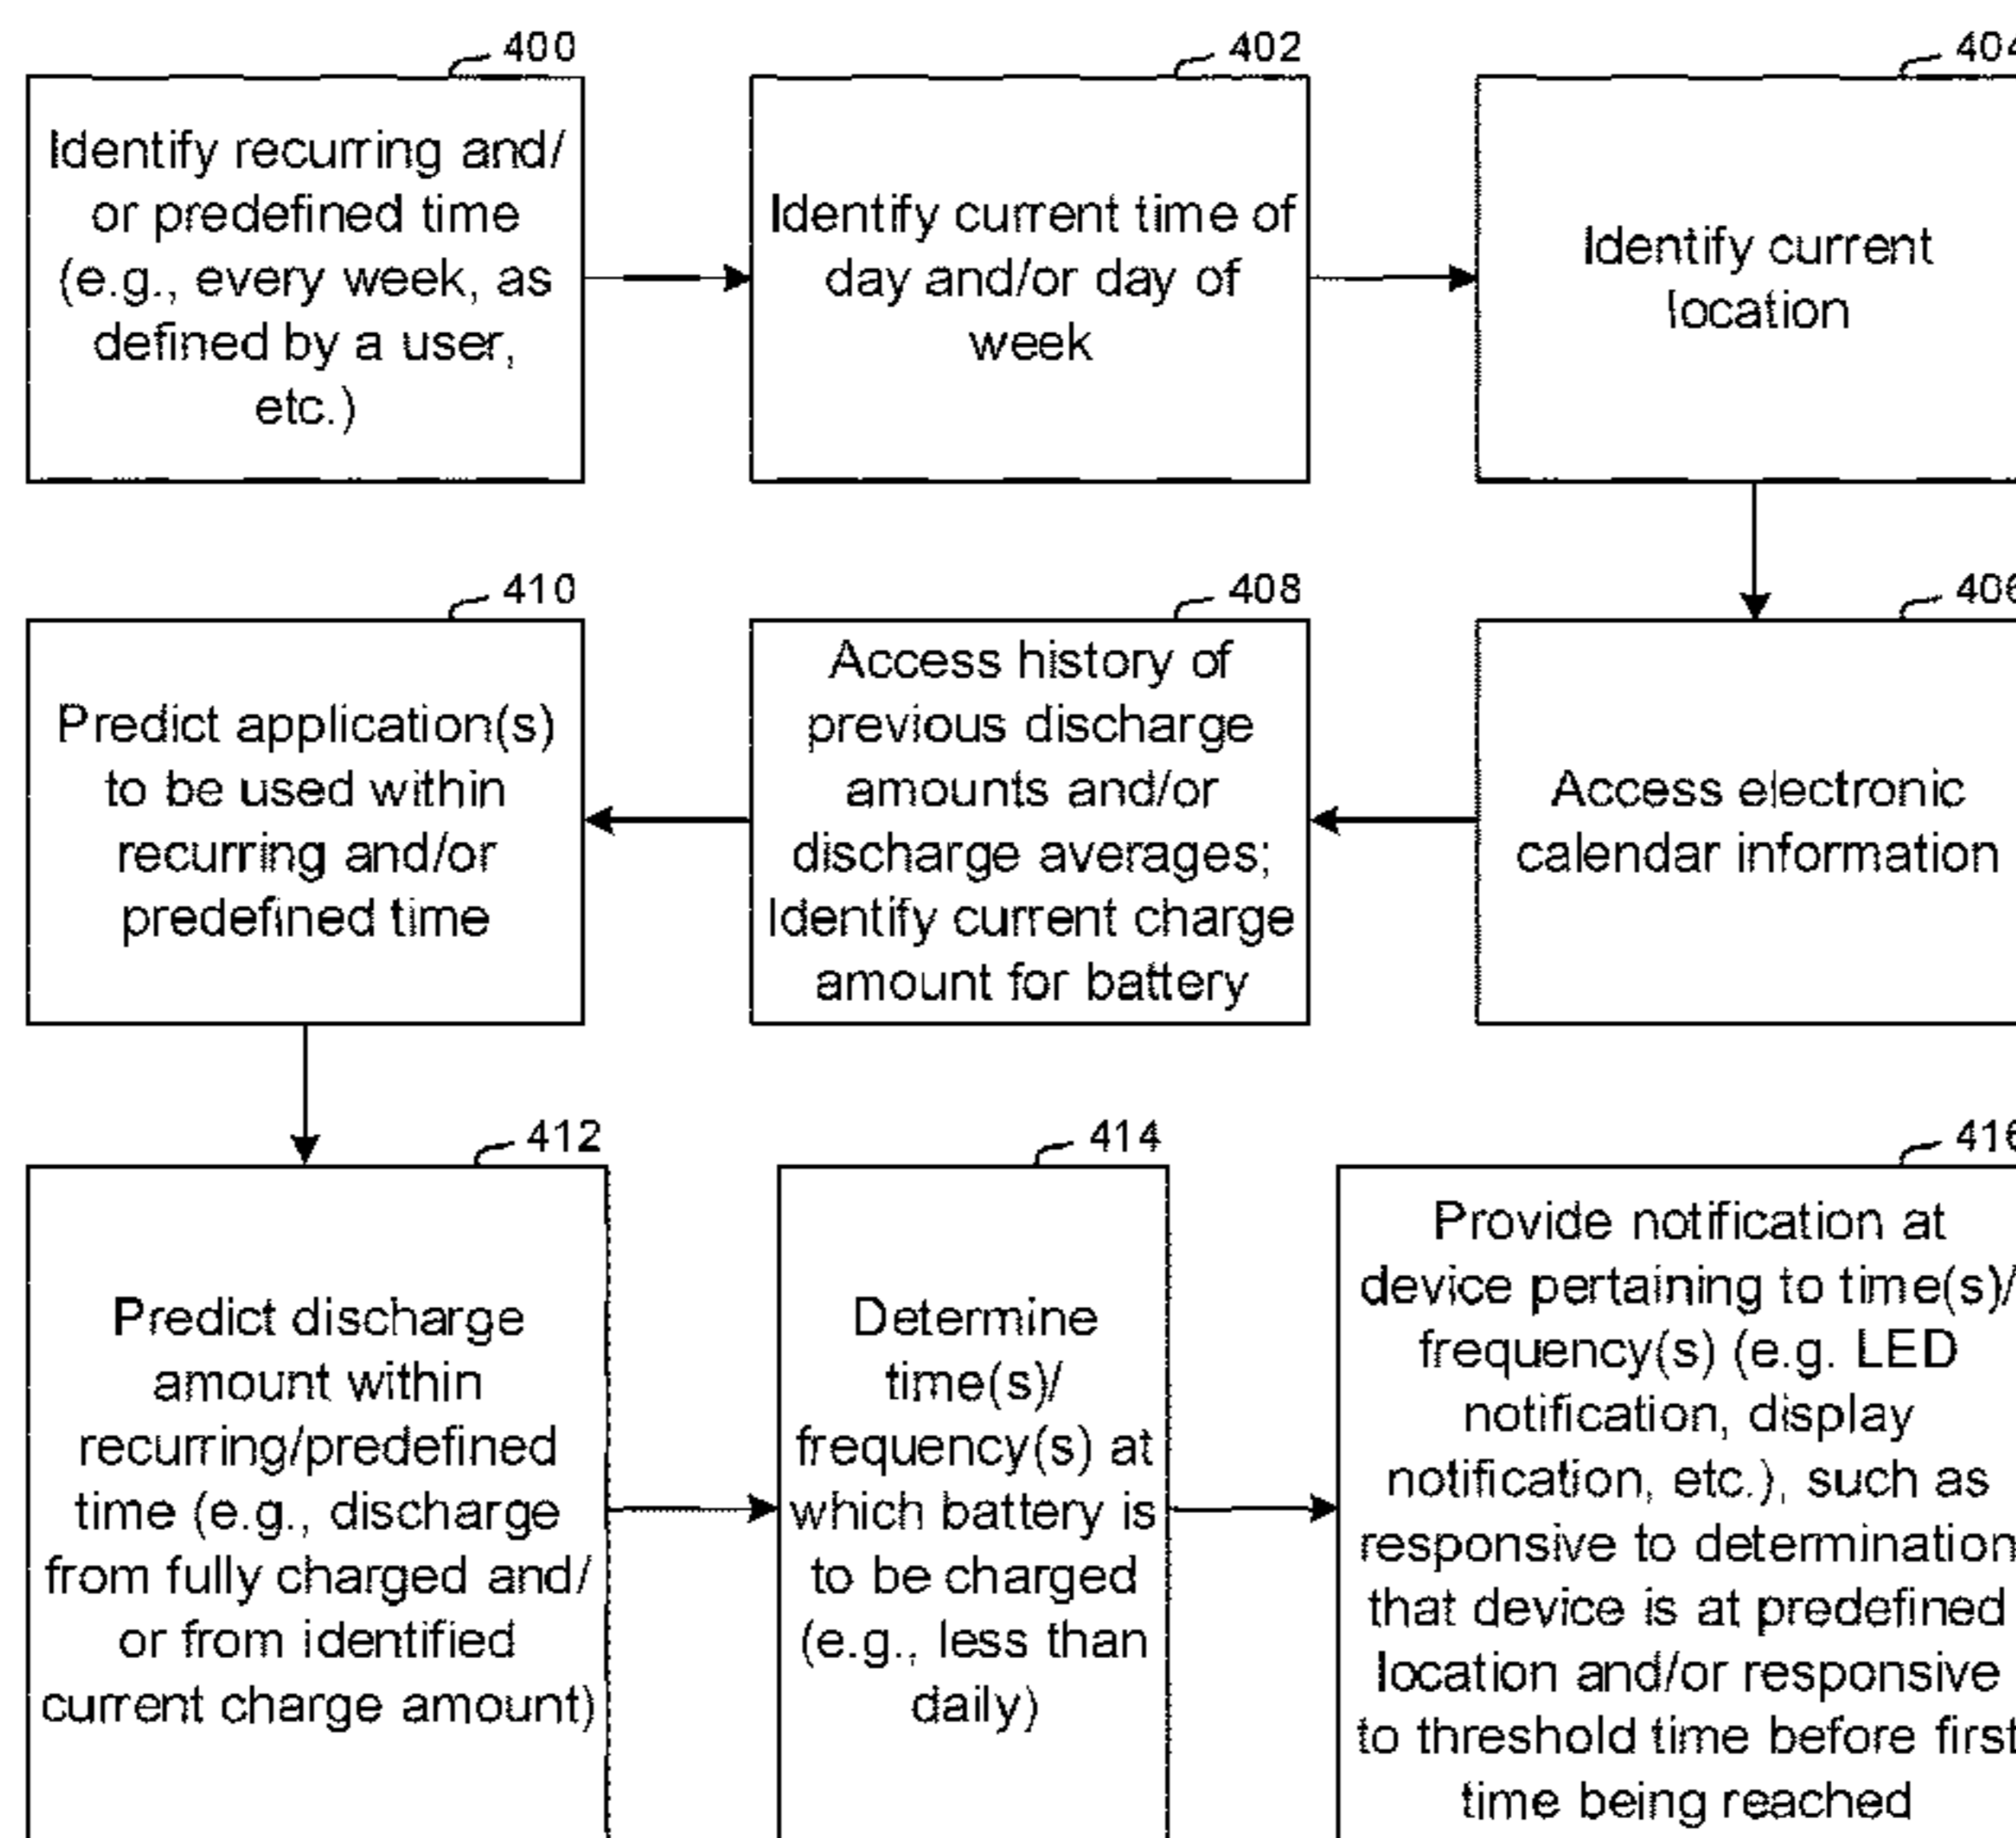 400
Identify recurring and/
or predefined time
(e.g., every week, as
defined by a user,
etc.)
402
Identify current time of
day and/or day of
week
404
Identify current
location
406
Access electronic
calendar information
408
Access history of
previous discharge
amounts and/or
discharge averages;
Identify current charge
amount for battery
410
Predict application(s)
to be used within
recurring and/or
predefined time
412
Predict discharge
amount within
recurring/predefined
time (e.g., discharge
from fully charged and/
or from identified
current charge amount)
414
Determine
time(s)/
frequency(s) at
which battery is
to be charged
(e.g., less than
daily)
416
Provide notification at
device pertaining to time(s)/
frequency(s) (e.g. LED
notification, display
notification, etc.), such as
responsive to determination
that device is at predefined
location and/or responsive
to threshold time before first
time being reached